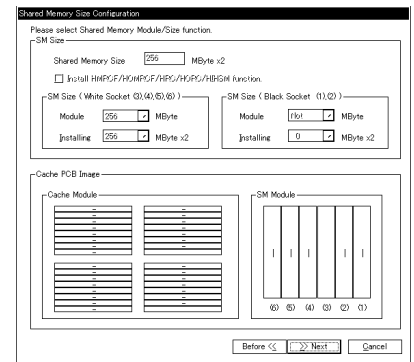 Shared Memory Size Configuration
Please select Shared Memory Module/Size function.
SM Size
Shared Memory Size 256 MByte x2
Install HMRCF/HOMRCF/HRC/HORC/HIHSM function.
SM Size ( White Socket (3),(4),(5),(6) )
Module 256 MByte
Installing 256 MByte x2
SM Size ( Black Socket (1),(2) )
Module Not MByte
Installing 0 MByte x2
Cache PCB Image
Cache Module
SM Module
(6) (5) (4) (3) (2) (1)
Before << >> Next Cancel